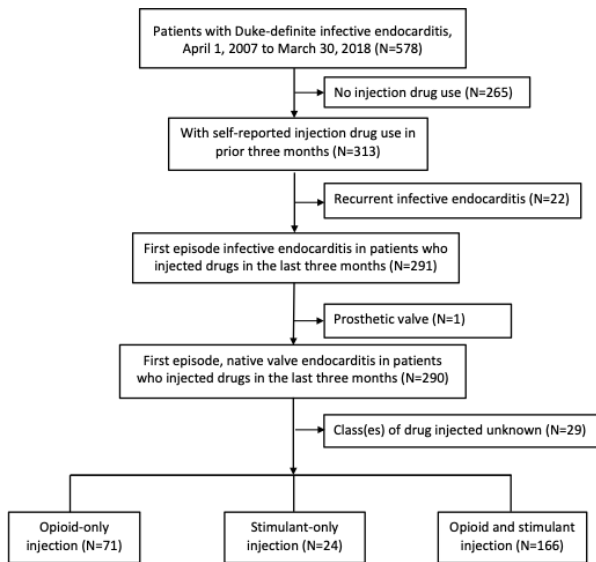 Patients with Duke-definite infective endocarditis,
April 1, 2007 to March 30, 2018 (N=578)
No injection drug use (N=265)
With self-reported injection drug use in
prior three months (N=313)
Recurrent infective endocarditis (N=22)
First episode infective endocarditis in patients who
injected drugs in the last three months (N=291)
Prosthetic valve (N=1)
First episode, native valve endocarditis in patients
who injected drugs in the last three months (N=290)
Class(es) of drug injected unknown (N=29)
Opioid-only
injection (N=71)
Stimulant-only
injection (N=24)
Opioid and stimulant
injection (N=166)